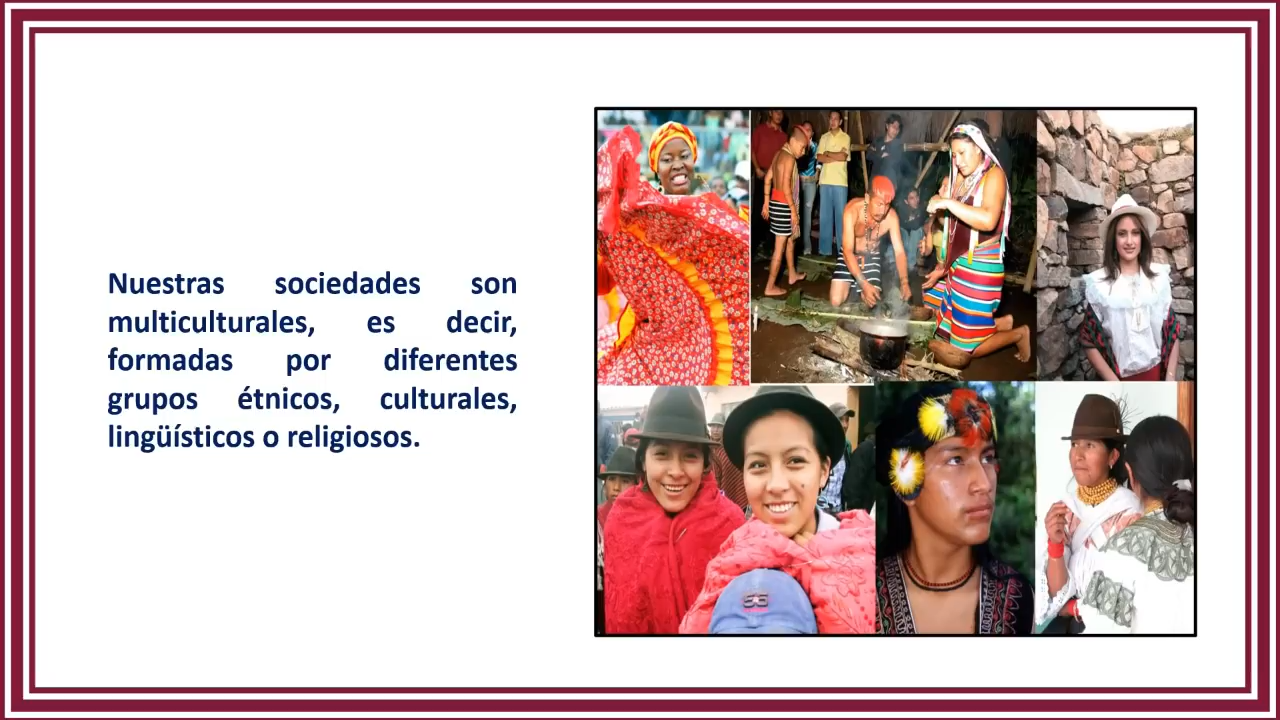 Nuestras sociedades son
multiculturales, es decir,
formadas por diferentes
grupos étnicos, culturales,
lingüísticos o religiosos.